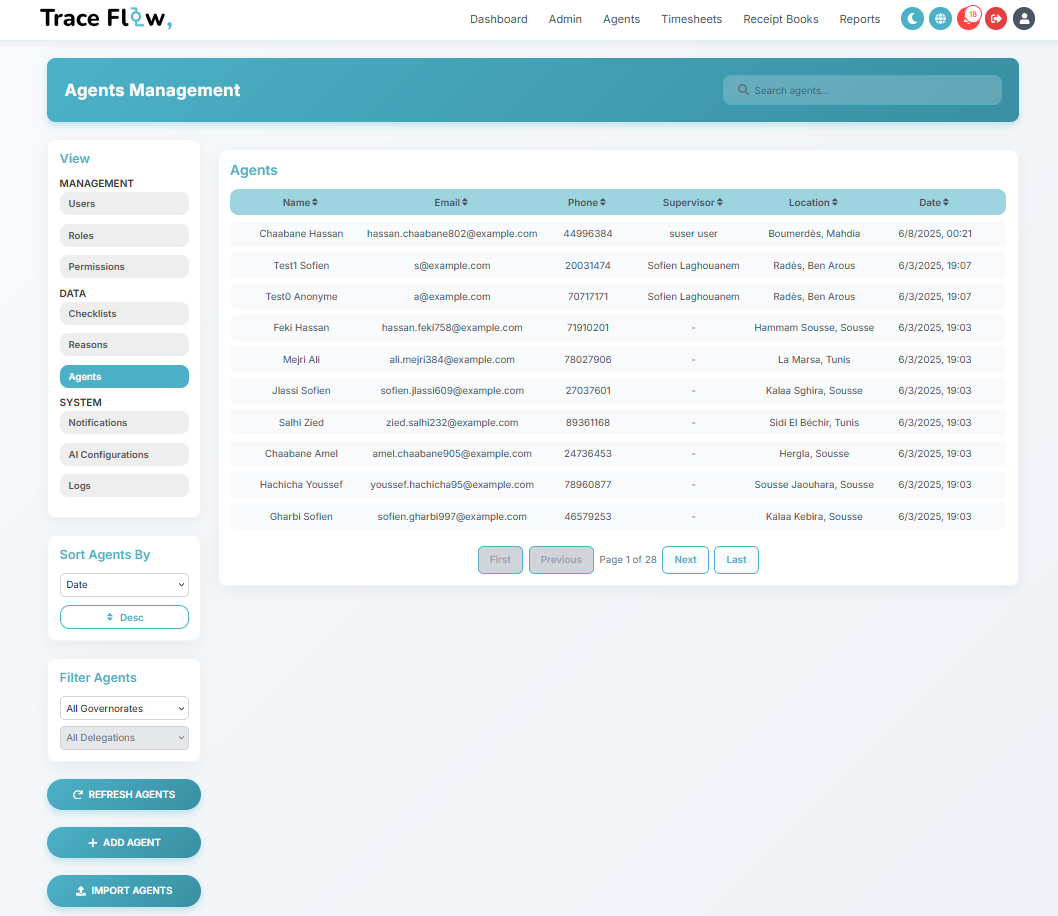 Trace Flow,
Dashboard Admin Agents Timesheets Receipt Books Reports 18
Agents Management
Search agents...
View
MANAGEMENT
Users
Roles
Permissions
DATA
Checklists
Reasons
Agents
SYSTEM
Notifications
AI Configurations
Logs
Sort Agents By
Date
Desc
Filter Agents
All Governorates
All Delegations
REFRESH AGENTS
ADD AGENT
IMPORT AGENTS
Agents
Name Email Phone Supervisor Location Date
Chaabane Hassan hassan.chaabane802@example.com 44996384 suser user Boumerdès, Mahdia 6/8/2025, 00:21
Test1 Sofien s@example.com 20031474 Sofien Laghouanem Radès, Ben Arous 6/3/2025, 19:07
Test0 Anonyme a@example.com 70717171 Sofien Laghouanem Radès, Ben Arous 6/3/2025, 19:07
Feki Hassan hassan.feki758@example.com 71910201 - Hammam Sousse, Sousse 6/3/2025, 19:03
Mejri Ali ali.mejri384@example.com 78027906 - La Marsa, Tunis 6/3/2025, 19:03
Jlassi Sofien sofien.jlassi609@example.com 27037601 - Kalaa Sghira, Sousse 6/3/2025, 19:03
Salhi Zied zied.salhi232@example.com 89361168 - Sidi El Béchir, Tunis 6/3/2025, 19:03
Chaabane Amel amel.chaabane905@example.com 24736453 - Hergla, Sousse 6/3/2025, 19:03
Hachicha Youssef youssef.hachicha95@example.com 78960877 - Sousse Jaouhara, Sousse 6/3/2025, 19:03
Gharbi Sofien sofien.gharbi997@example.com 46579253 - Kalaa Kebira, Sousse 6/3/2025, 19:03
First Previous Page 1 of 28 Next Last